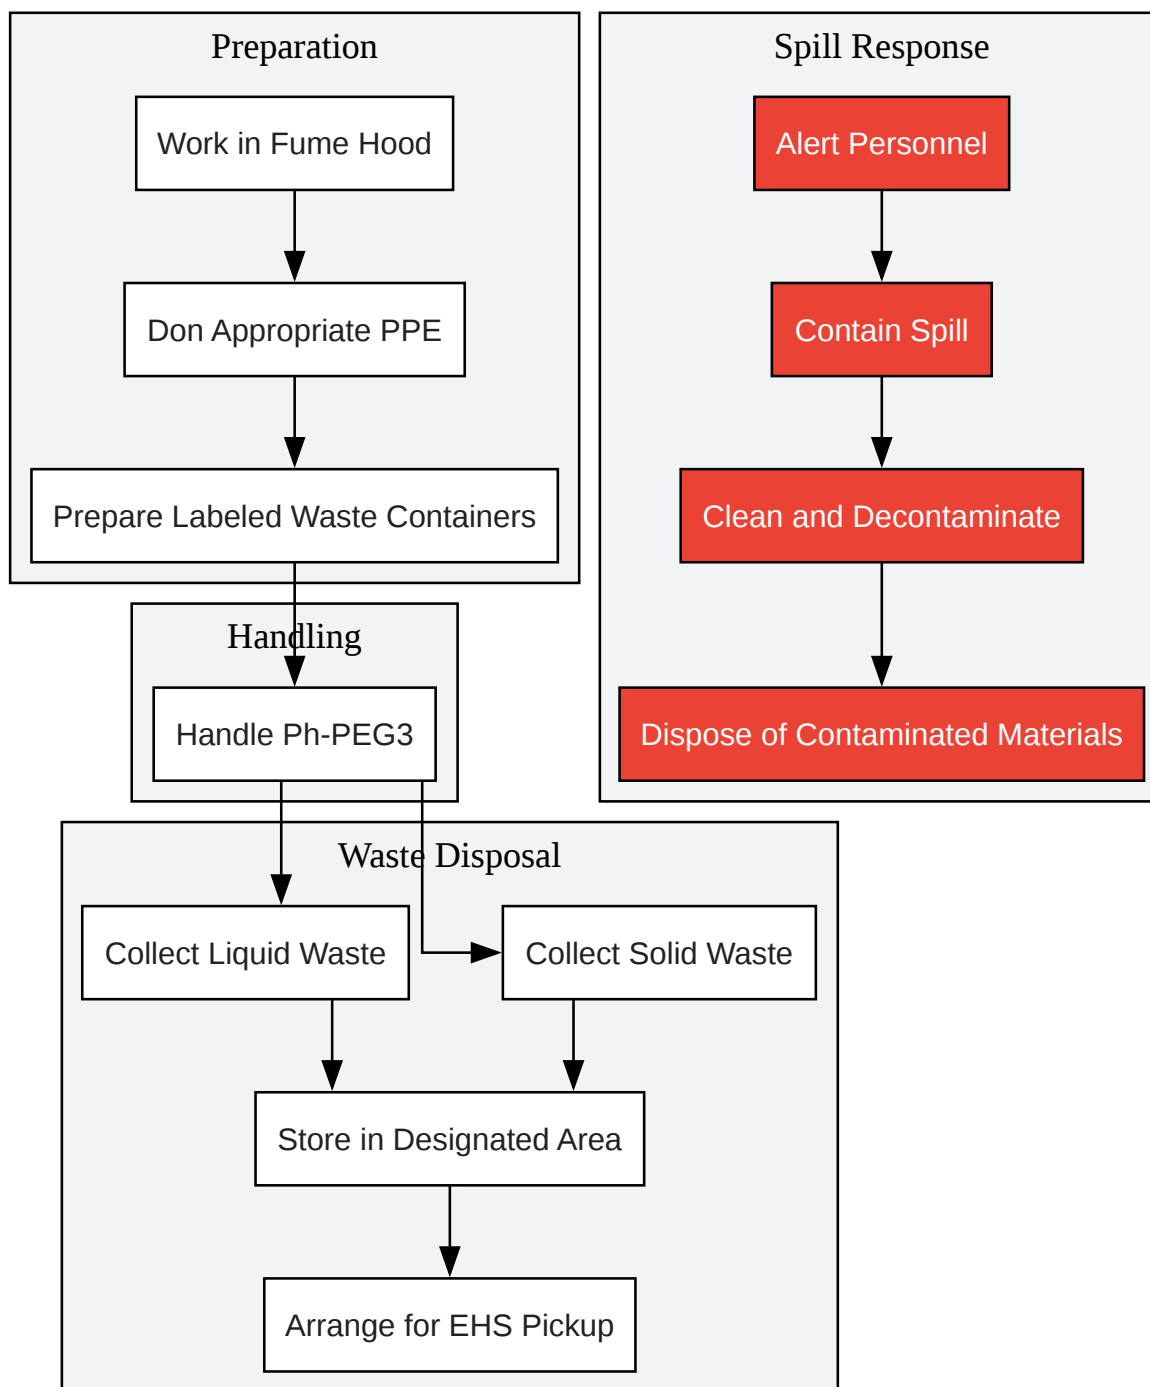 Preparation
Work in Fume Hood
Don Appropriate PPE
Prepare Labeled Waste Containers
Handling
Handle Ph-PEG3
Waste Disposal
Collect Liquid Waste
Collect Solid Waste
Store in Designated Area
Arrange for EHS Pickup
Spill Response
Alert Personnel
Contain Spill
Clean and Decontaminate
Dispose of Contaminated Materials